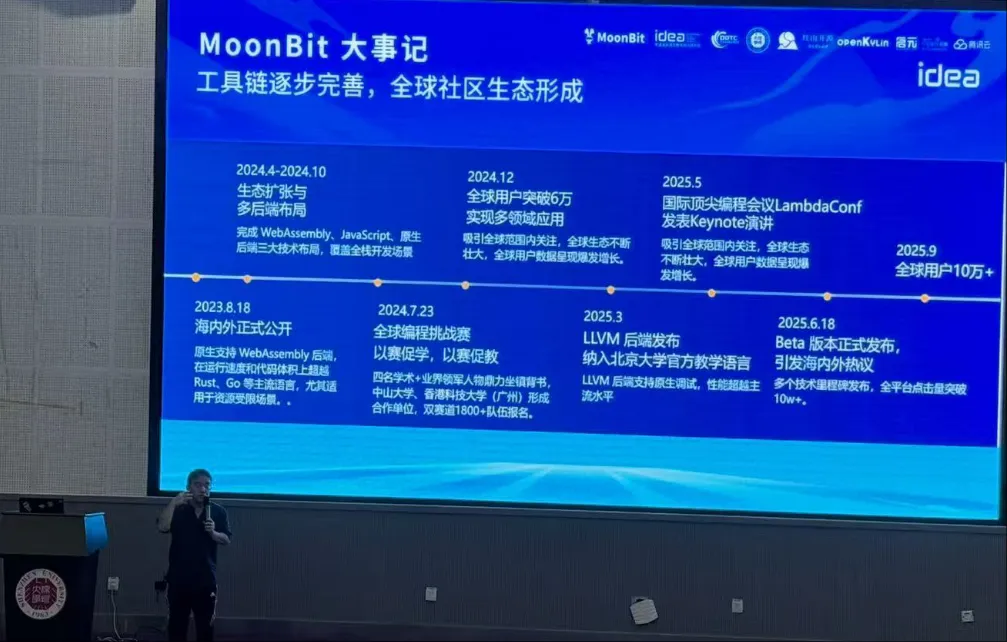 MoonBit 大事记
工具链逐步完善，全球社区生态形成
MoonBit
idea
openKylin
腾讯云
idea
2024.4-2024.10
生态扩张与
多后端布局
完成 WebAssembly、JavaScript、原生
后端三大技术布局，覆盖全栈开发场景
2024.12
全球用户突破6万
实现多领域应用
吸引全球范围内关注，全球生态不断
壮大，全球用户数据呈现爆发增长。
2025.5
国际顶尖编程会议LambdaConf
发表Keynote演讲
吸引全球范围内关注，全球生态
不断壮大，全球用户数据呈现爆
发增长。
2025.9
全球用户10万+
2023.8.18
海内外正式公开
原生支持 WebAssembly 后端，
在运行速度和代码体积上超越
Rust、Go 等主流语言，尤其适
用于资源受限场景。。
2024.7.23
全球编程挑战赛
以赛促学，以赛促教
四名学术+业界领军人物鼎力坐镇背书，
中山大学、香港科技大学（广州）形成
合作单位，双赛道1800+队伍报名。
2025.3
LLVM 后端发布
纳入北京大学官方教学语言
LLVM 后端支持原生调试，性能超越主
流水平
2025.6.18
Beta 版本正式发布，
引发海内外热议
多个技术里程碑发布，全平台点击量突破
10w+。
SHENZHEN UNIVERSITY
1983